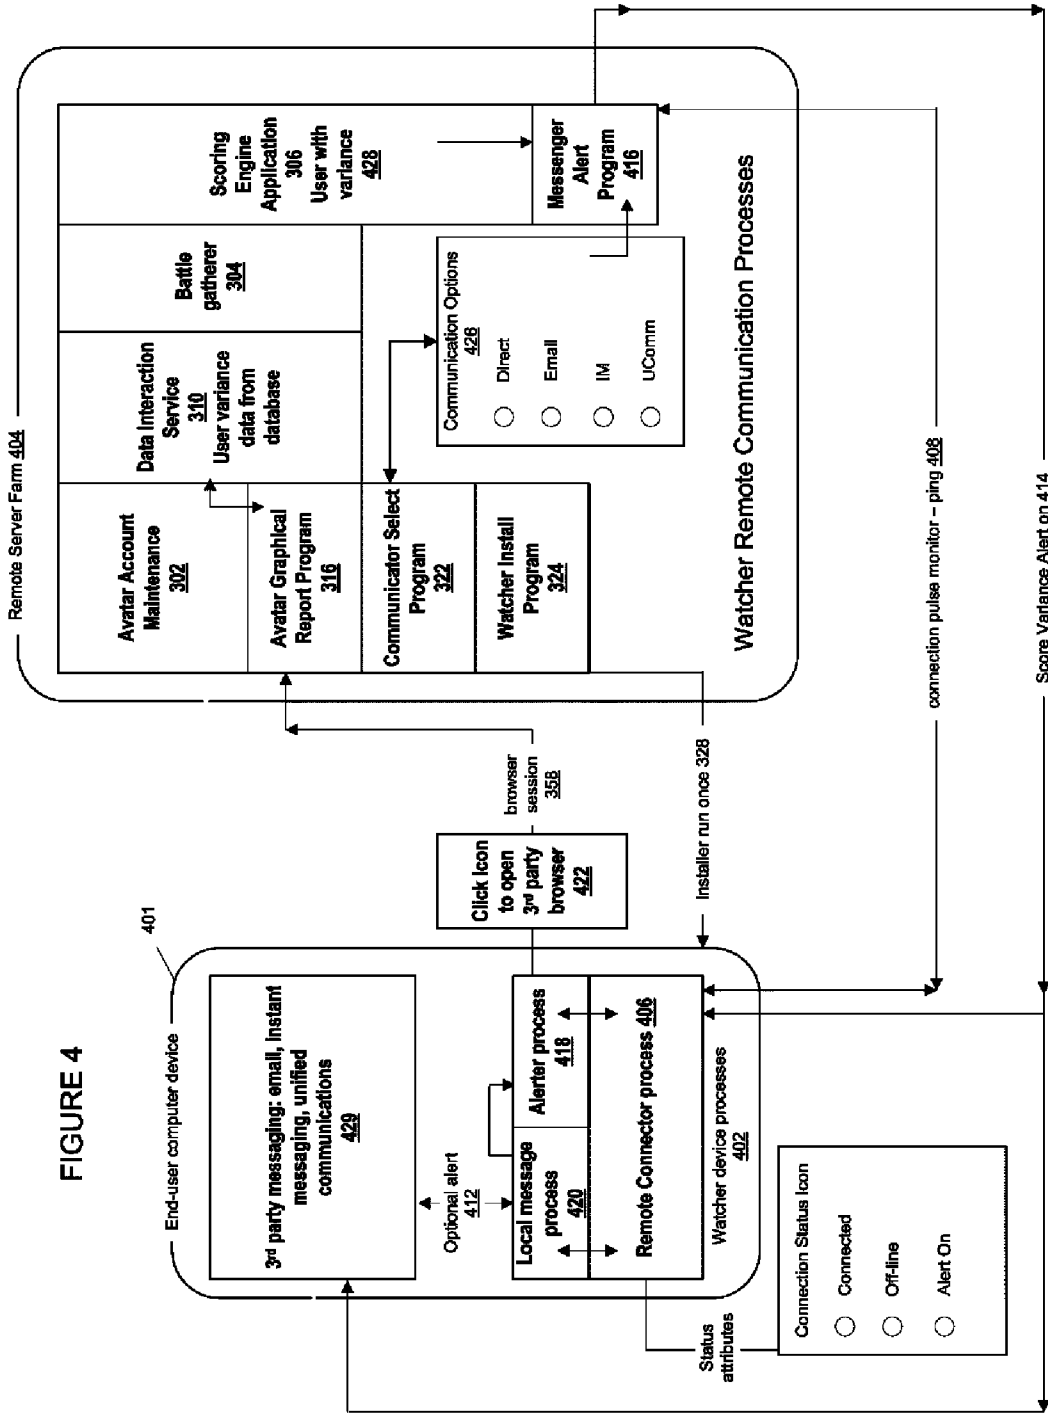 FIGURE 4
End-user computer device
401
3rd party messaging: email, instant
messaging, unified
communications
429
Optional alert
412
Local message
process
420
Alerter process
418
Remote Connector process 406
Watcher device processes
402
Status
attributes
Connection Status Icon
Connected
Off-line
Alert On
Click Icon
to open
3rd party
browser
422
browser
session
358
Installer run once 328
Remote Server Farm 404
Avatar Account
Maintenance
302
Avatar Graphical
Report Program
316
Communicator Select
Program
322
Watcher Install
Program
324
Data Interaction
Service
310
User variance
data from
database
Battle
gatherer
304
Scoring
Engine
Application
306
User with
variance
428
Messenger
Alert
Program
416
Communication Options
426
Direct
Email
IM
UComm
Watcher Remote Communication Processes
connection pulse monitor – ping 408
Score Variance Alert on 414